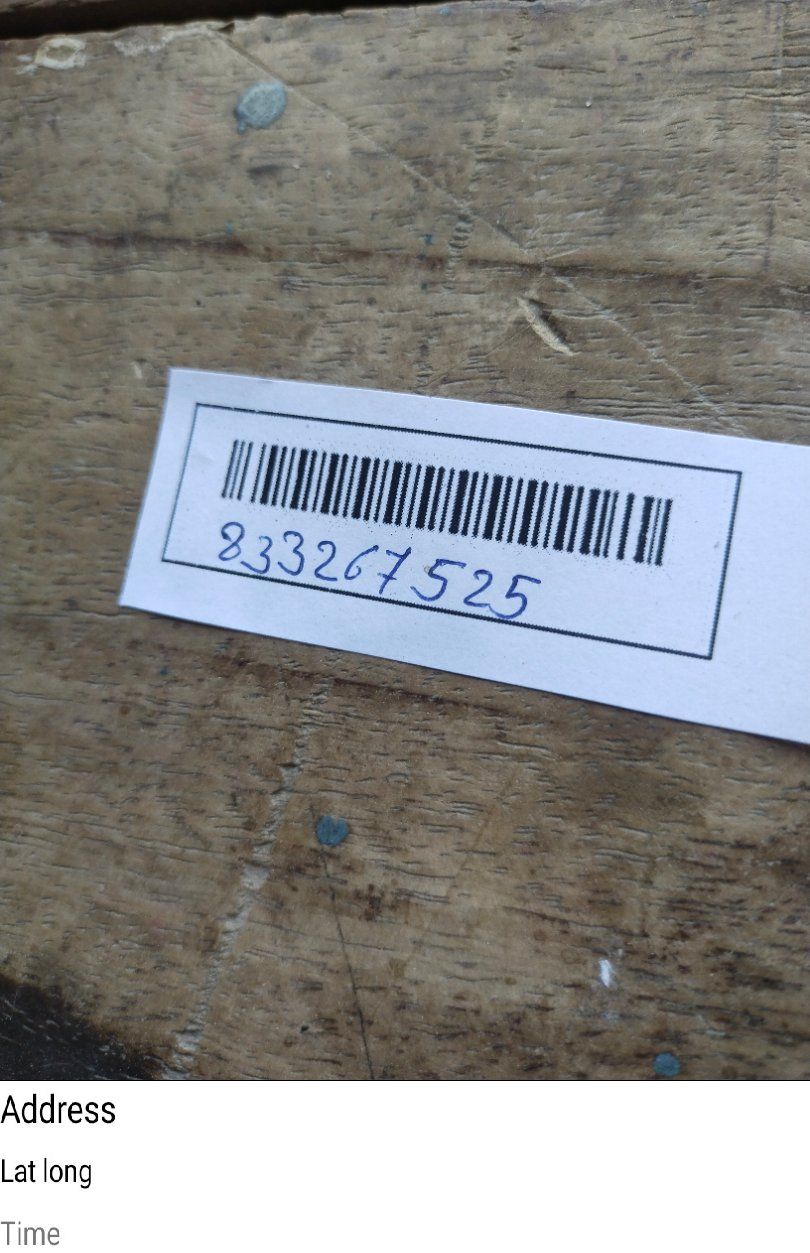 833267525
Address
Lat long
Time